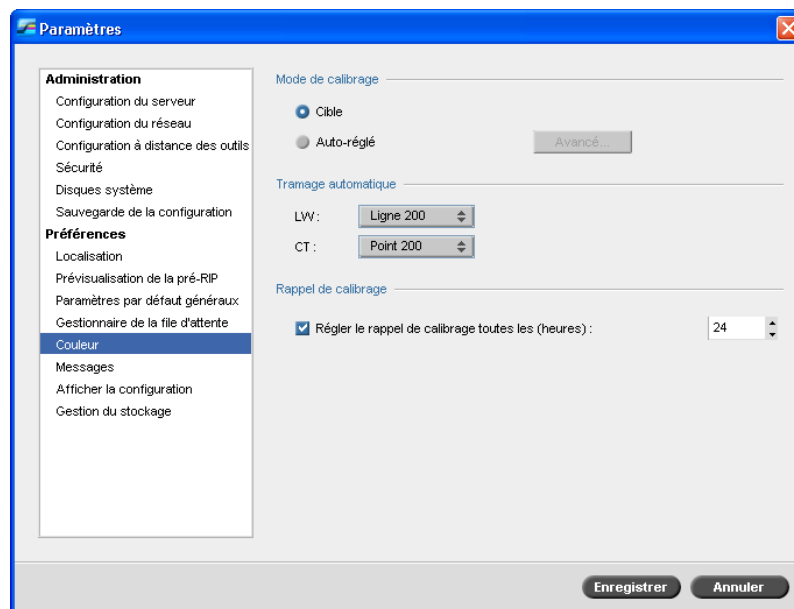 Paramètres
Administration
Configuration du serveur
Configuration du réseau
Configuration à distance des outils
Sécurité
Disques système
Sauvegarde de la configuration
Préférences
Localisation
Prévisualisation de la pré-RIP
Paramètres par défaut généraux
Gestionnaire de la file d'attente
Couleur
Messages
Afficher la configuration
Gestion du stockage
Mode de calibrage
Cible
Auto-réglé
Avancé...
Tramage automatique
LW :
Ligne 200
CT :
Point 200
Rappel de calibrage
Régler le rappel de calibrage toutes les (heures) :
24
Enregistrer
Annuler